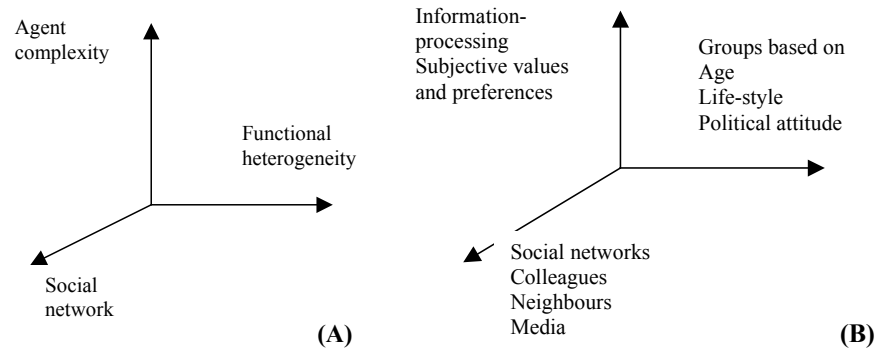 Agent
complexity
Functional
heterogeneity
Social
network
(A)
Information-
processing
Subjective values
and preferences
Groups based on
Age
Life-style
Political attitude
Social networks
Colleagues
Neighbours
Media
(B)